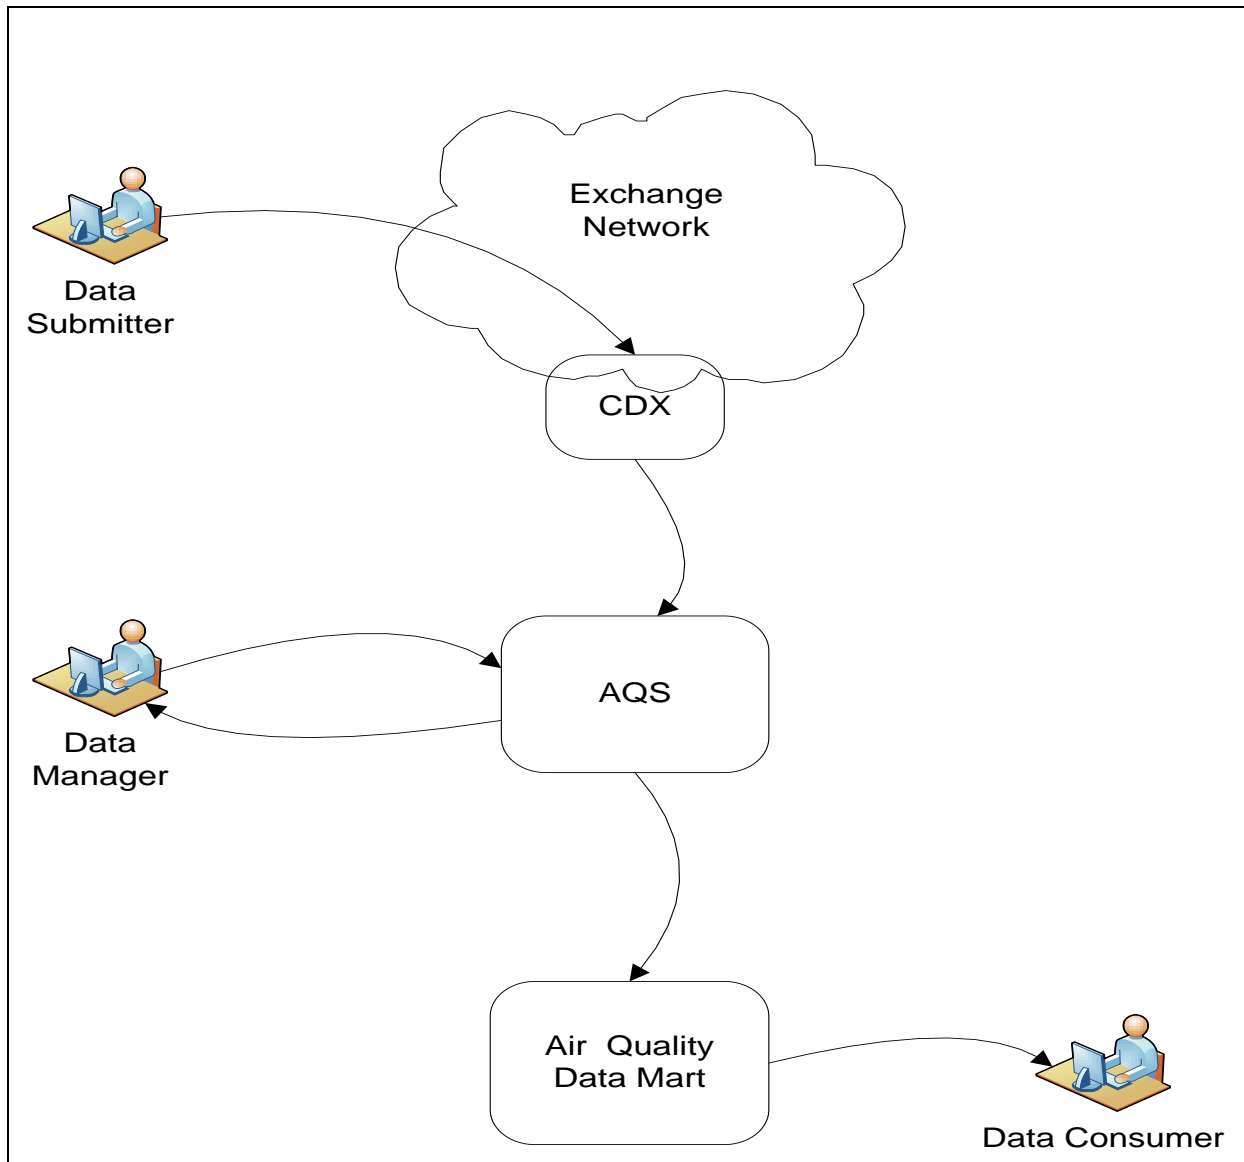 Exchange
Network
Data
Submitter
CDX
AQS
Data
Manager
Air Quality
Data Mart
Data Consumer